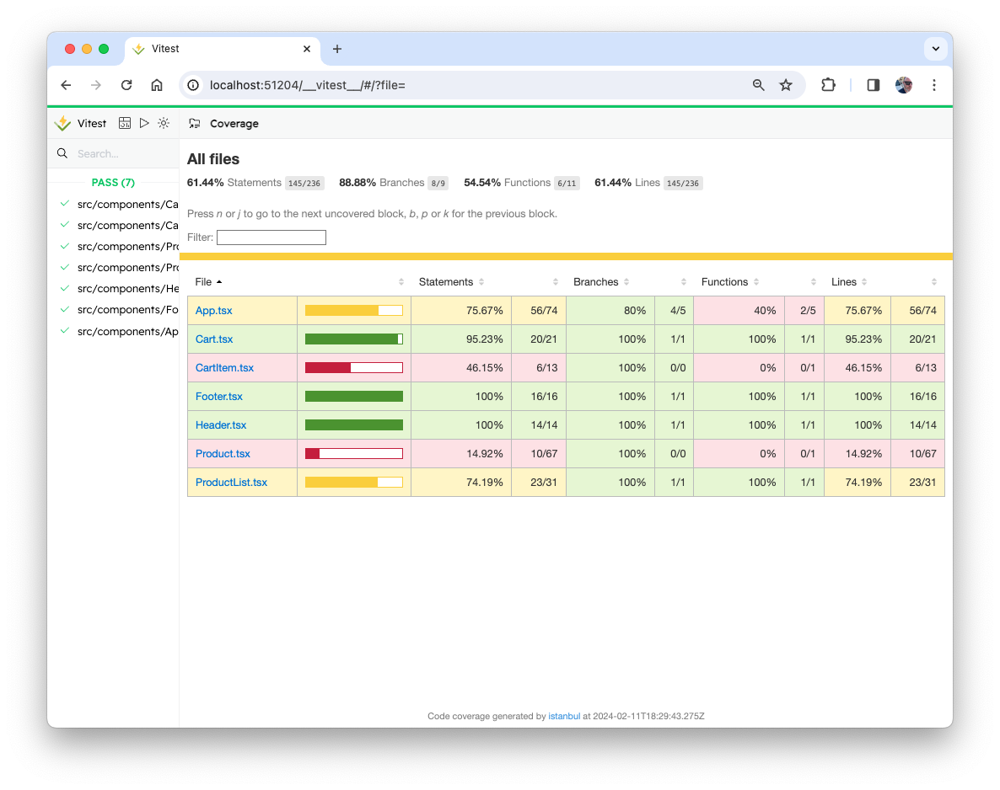 Vitest
localhost:51204/__vitest__/#/?file=
Vitest
Coverage
Search...
PASS (7)
src/components/Ca
src/components/Ca
src/components/Pro
src/components/Pro
src/components/He
src/components/Fo
src/components/Ap
All files
61.44% Statements 145/236 88.88% Branches 8/9 54.54% Functions 6/11 61.44% Lines 145/236
Press n or j to go to the next uncovered block, b, p or k for the previous block.
Filter:
File Statements Branches Functions Lines
App.tsx 75.67% 56/74 80% 4/5 40% 2/5 75.67% 56/74
Cart.tsx 95.23% 20/21 100% 1/1 100% 1/1 95.23% 20/21
CartItem.tsx 46.15% 6/13 100% 0/0 0% 0/1 46.15% 6/13
Footer.tsx 100% 16/16 100% 1/1 100% 1/1 100% 16/16
Header.tsx 100% 14/14 100% 1/1 100% 1/1 100% 14/14
Product.tsx 14.92% 10/67 100% 0/0 0% 0/1 14.92% 10/67
ProductList.tsx 74.19% 23/31 100% 1/1 100% 1/1 74.19% 23/31
Code coverage generated by istanbul at 2024-02-11T18:29:43.275Z